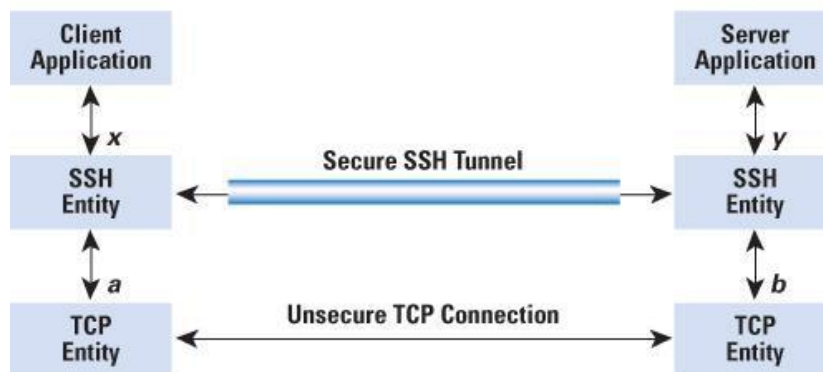 Client
Application
Server
Application
x
y
Secure SSH Tunnel
SSH
Entity
SSH
Entity
a
b
Unsecure TCP Connection
TCP
Entity
TCP
Entity